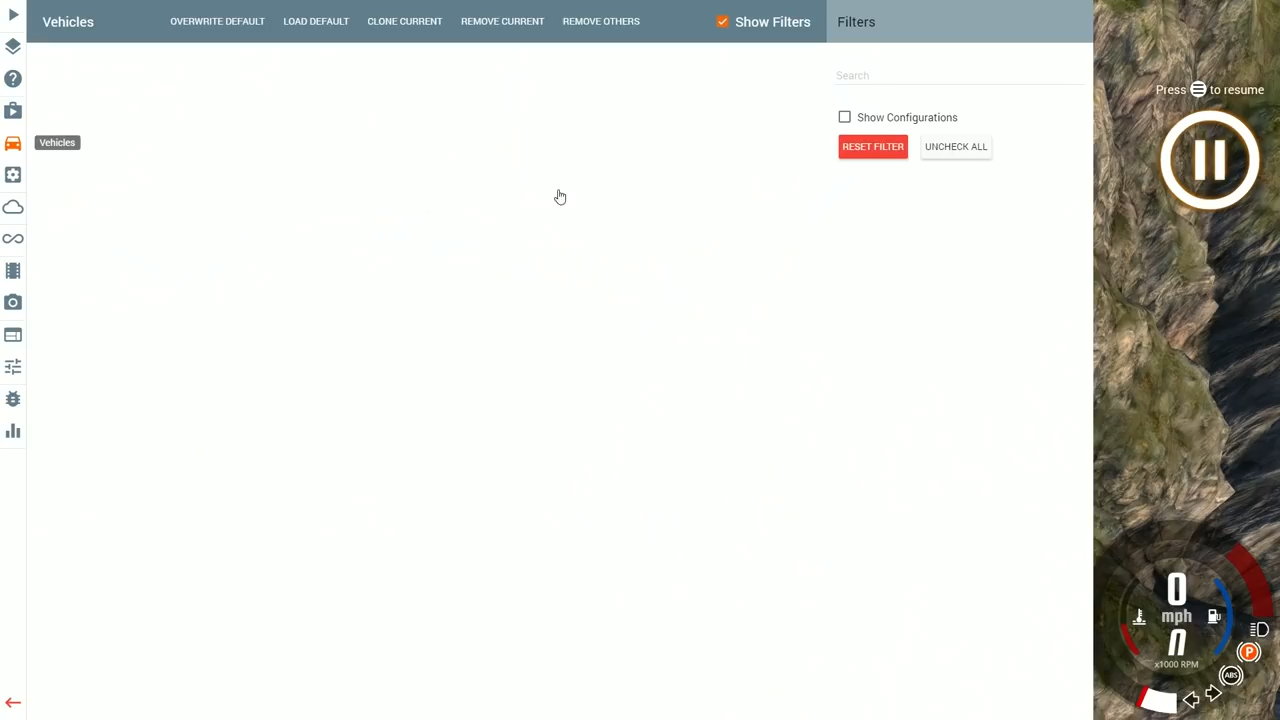 Vehicles
OVERWRITE DEFAULT
LOAD DEFAULT
CLONE CURRENT
REMOVE CURRENT
REMOVE OTHERS
Show Filters
Filters
Search
Show Configurations
RESET FILTER
UNCHECK ALL
Vehicles
Press to resume
0
mph
n
x1000 RPM
P
ABS